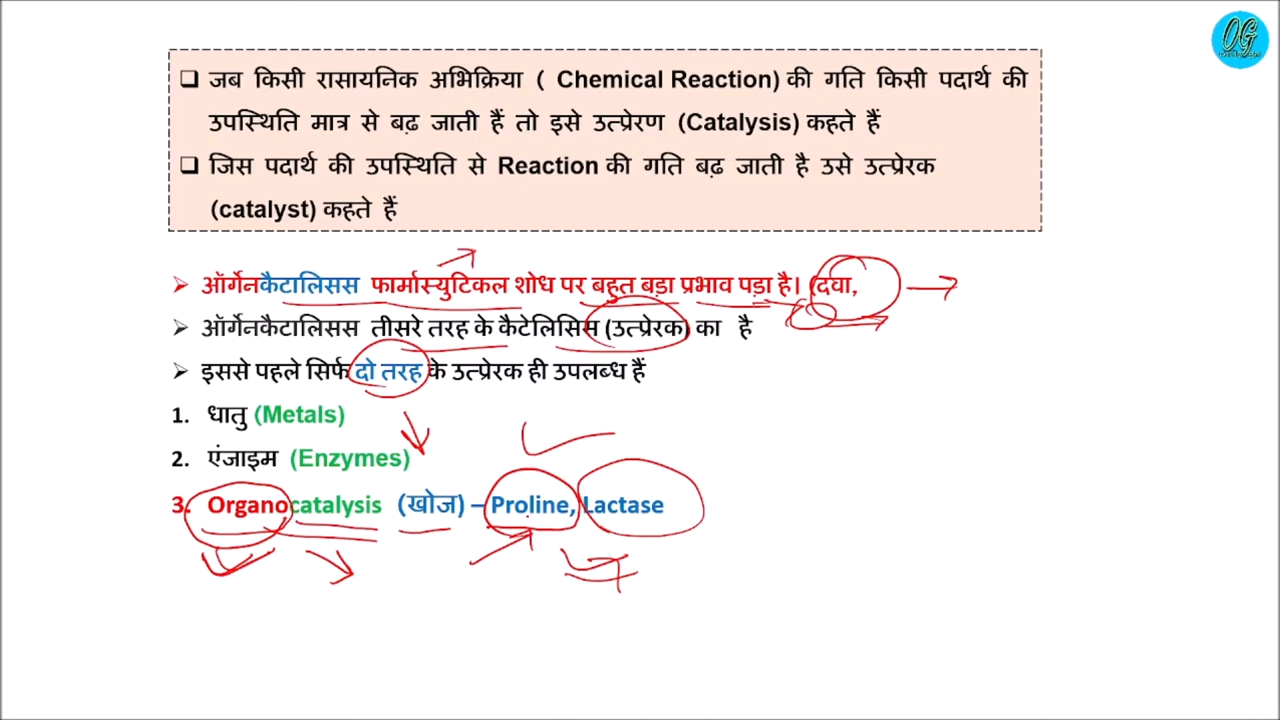 OG
जब किसी रासायनिक अभिक्रिया ( Chemical Reaction) की गति किसी पदार्थ की
उपस्थिति मात्र से बढ़ जाती हैं तो इसे उत्प्रेरण (Catalysis) कहते हैं
जिस पदार्थ की उपस्थिति से Reaction की गति बढ़ जाती है उसे उत्प्रेरक
(catalyst) कहते हैं
ऑर्गेनकैटालिसस फार्मास्युटिकल शोध पर बहुत बड़ा प्रभाव पड़ा है। (दवा,
ऑर्गेनकैटालिसस तीसरे तरह के कैटेलिसिस (उत्प्रेरक) का है
इससे पहले सिर्फ दो तरह के उत्प्रेरक ही उपलब्ध हैं
1. धातु (Metals)
2. एंजाइम (Enzymes)
3. Organocatalysis (खोज) – Proline, Lactase